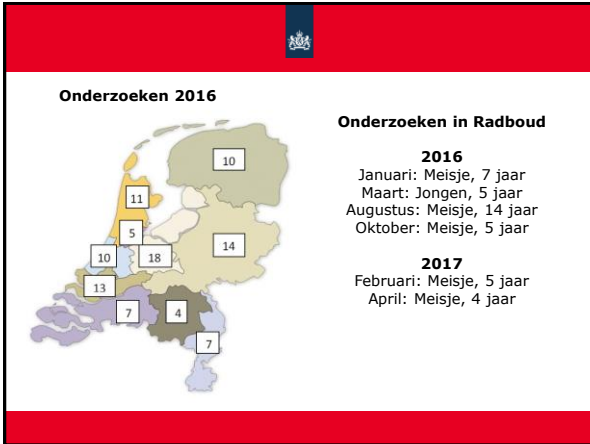 Onderzoeken 2016
10
11
5
10
18
14
13
7
4
7
Onderzoeken in Radboud
2016
Januari: Meisje, 7 jaar
Maart: Jongen, 5 jaar
Augustus: Meisje, 14 jaar
Oktober: Meisje, 5 jaar
2017
Februari: Meisje, 5 jaar
April: Meisje, 4 jaar